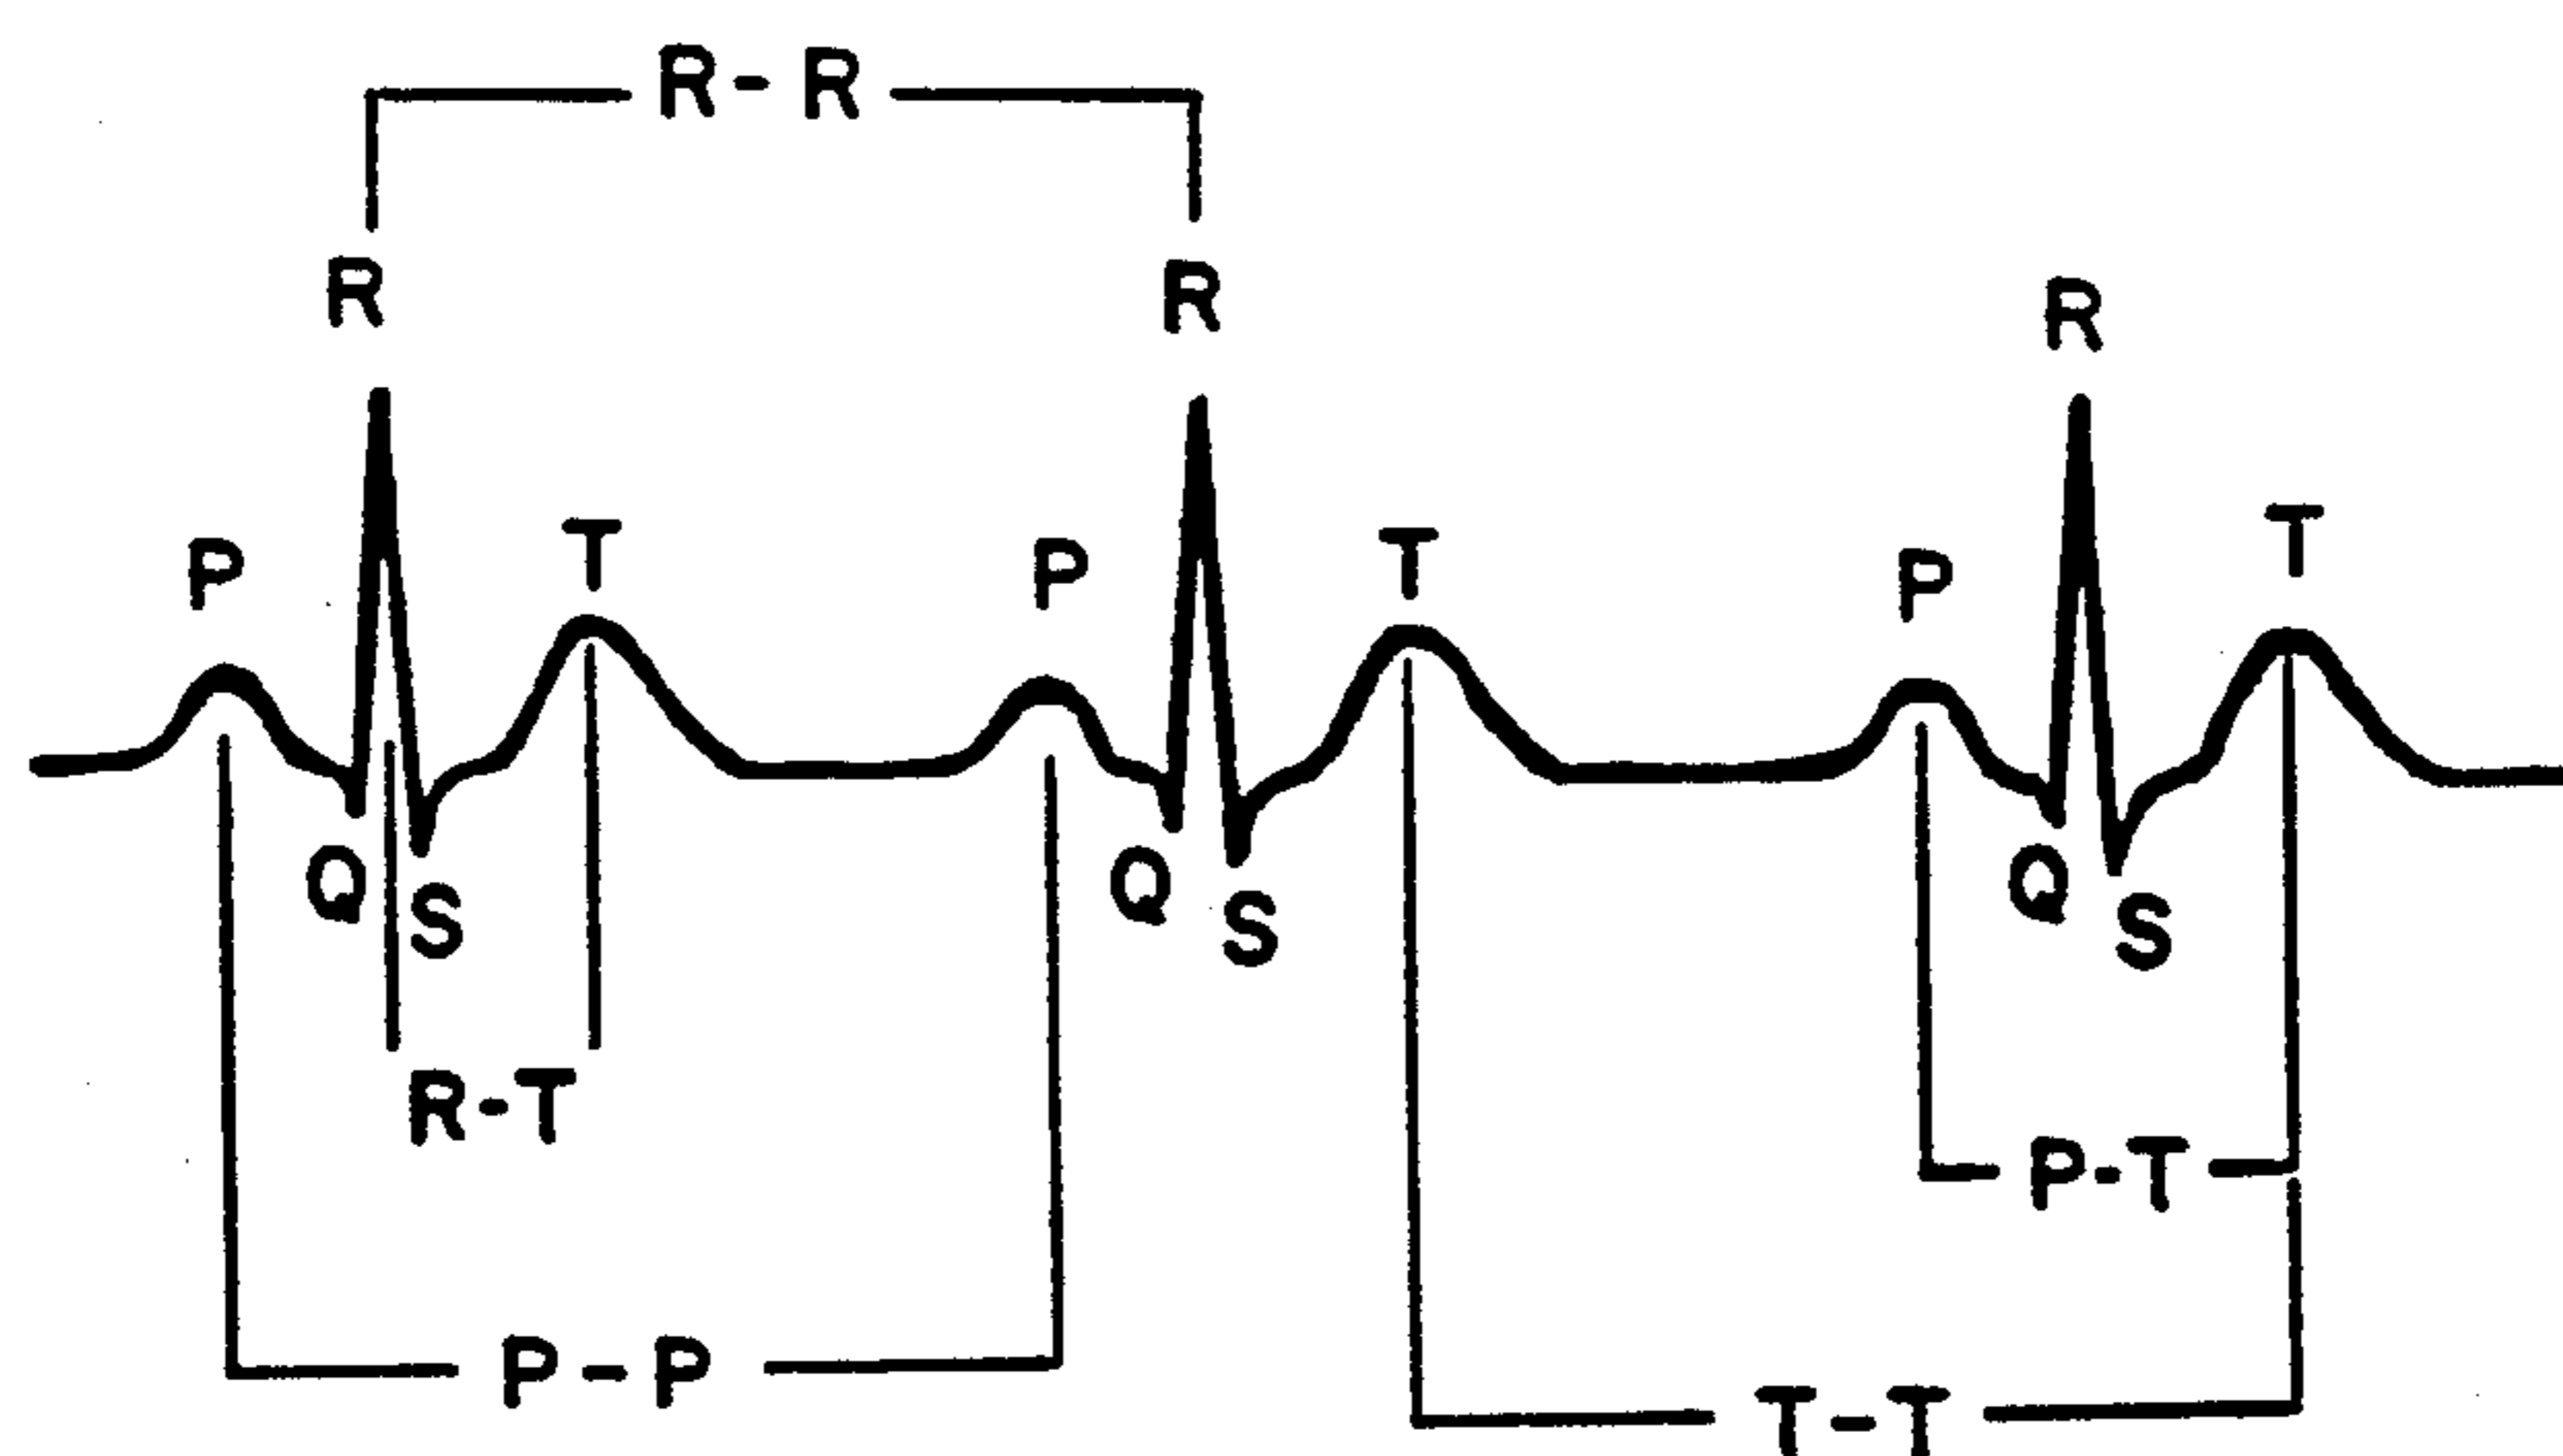 R - R
R R R
P T P T P T
Q S Q S Q S
R-T
P-T
P - P
T - T